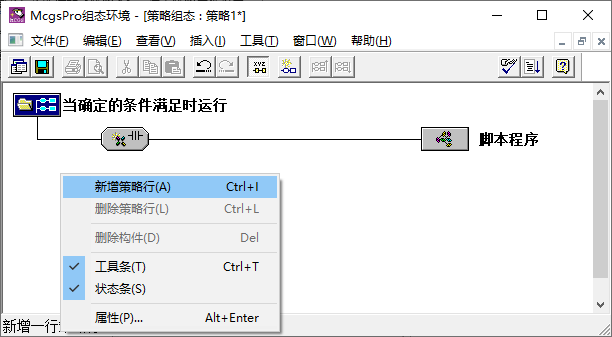 McgsPro组态环境 - [策略组态：策略1*]
文件(F) 编辑(E) 查看(V) 插入(I) 工具(T) 窗口(W) 帮助(H)
XYZ
当确定的条件满足时运行
脚本程序
新增策略行(A) Ctrl+I
删除策略行(L) Ctrl+L
删除构件(D) Del
工具条(T) Ctrl+T
状态条(S)
属性(P)... Alt+Enter
新增一行